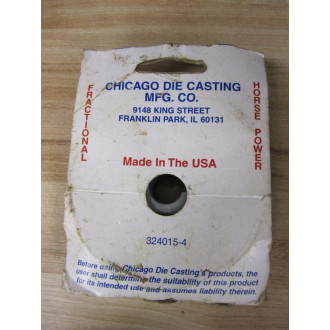 CHICAGO DIE CASTING
MFG. CO.
9148 KING STREET
FRANKLIN PARK, IL 60131
FRACTIONAL
HORSE POWER
Made In The USA
324015-4
Before using Chicago Die Casting's products, the
user shall determine the suitability of this product
for its intended use and assumes liability therein.